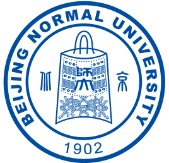 BEIJING NORMAL UNIVERSITY
北 京
1902